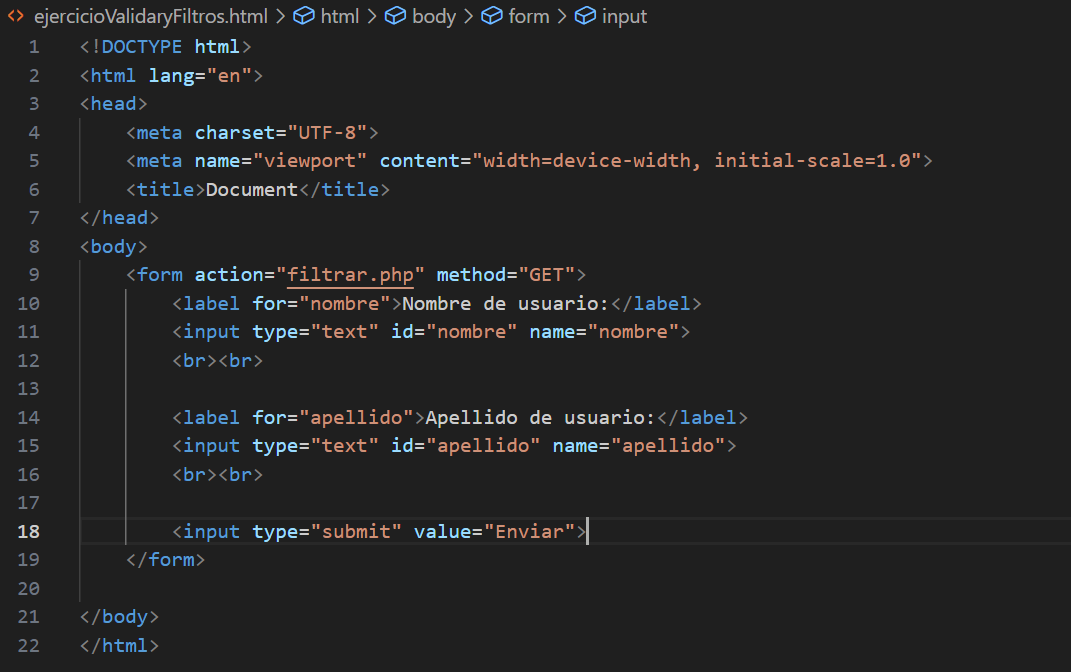 <> ejercicioValidaryFiltros.html > html > body > form > input
1 <!DOCTYPE html>
2 <html lang="en">
3 <head>
4     <meta charset="UTF-8">
5     <meta name="viewport" content="width=device-width, initial-scale=1.0">
6     <title>Document</title>
7 </head>
8 <body>
9     <form action="filtrar.php" method="GET">
10         <label for="nombre">Nombre de usuario:</label>
11         <input type="text" id="nombre" name="nombre">
12         <br><br>
13
14         <label for="apellido">Apellido de usuario:</label>
15         <input type="text" id="apellido" name="apellido">
16         <br><br>
17
18         <input type="submit" value="Enviar">
19     </form>
20
21 </body>
22 </html>